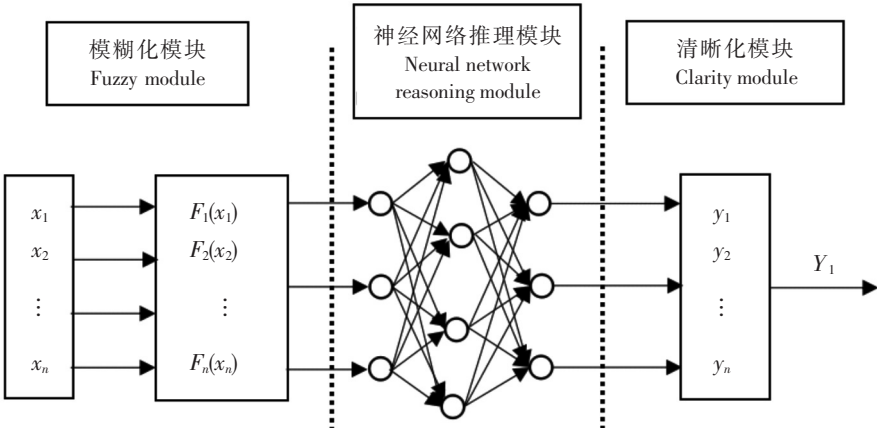 模糊化模块
Fuzzy module
神经网络推理模块
Neural network
reasoning module
清晰化模块
Clarity module
x₁
x₂
⋮
xₙ
F₁(x₁)
F₂(x₂)
⋮
Fₙ(xₙ)
y₁
y₂
⋮
yₙ
Y₁